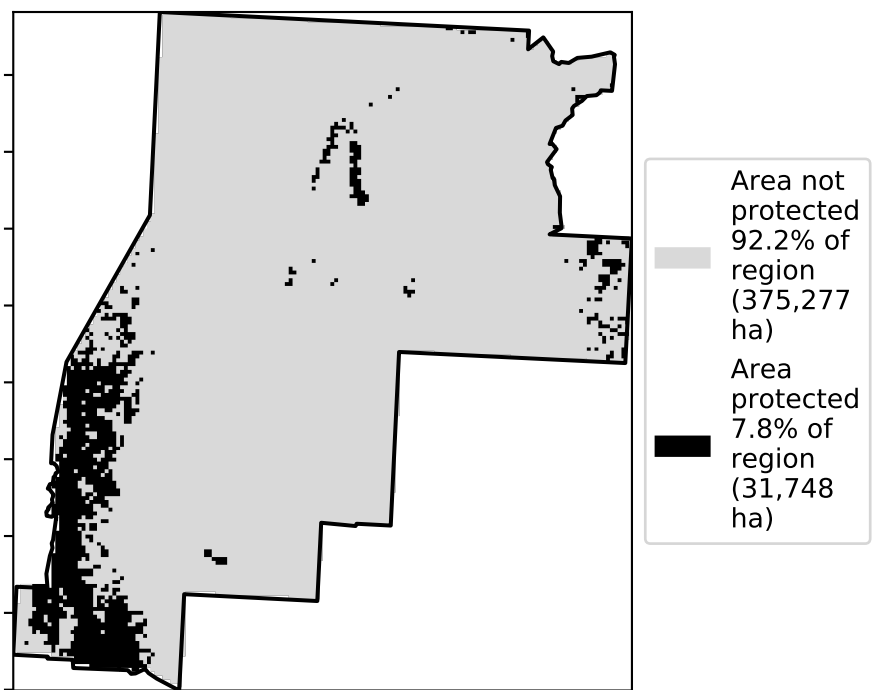 Area not
protected
92.2% of
region
(375,277
ha)
Area
protected
7.8% of
region
(31,748
ha)